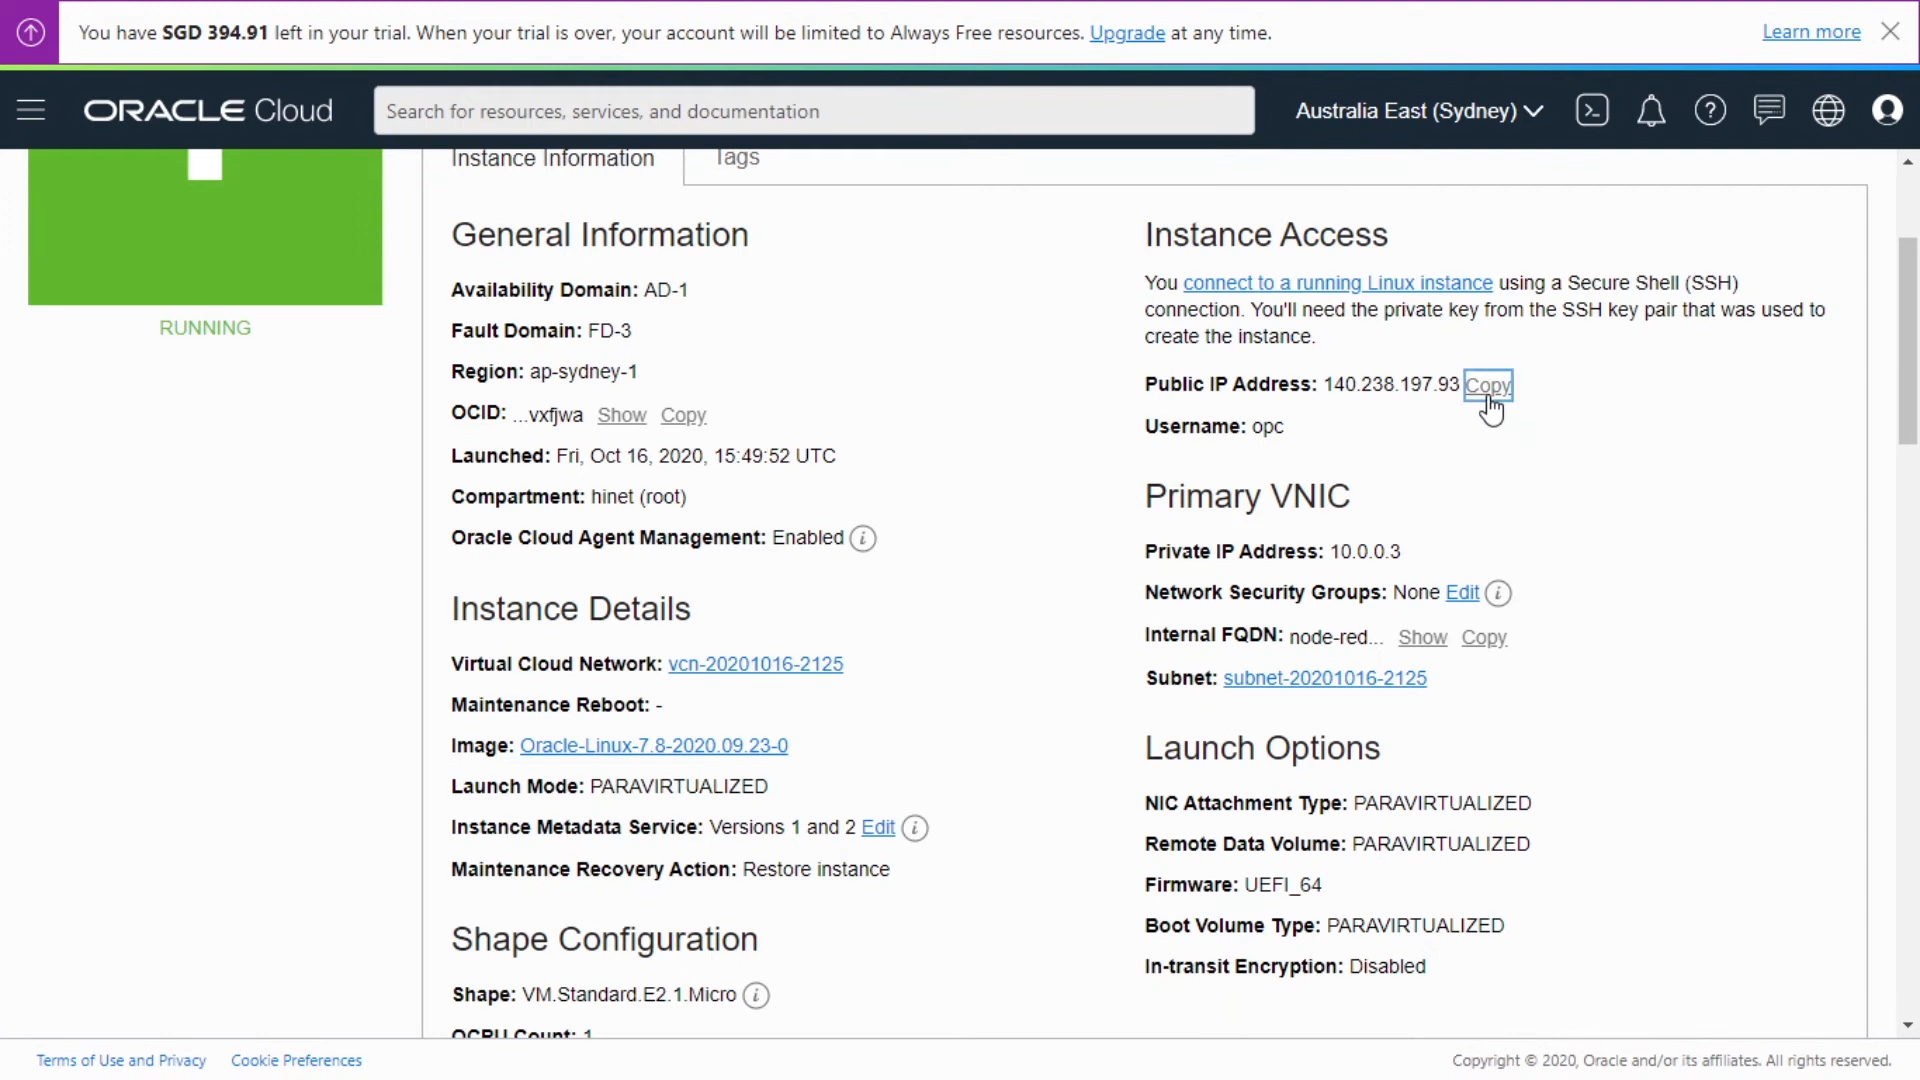 You have SGD 394.91 left in your trial. When your trial is over, your account will be limited to Always Free resources. Upgrade at any time.
Learn more
ORACLE Cloud
Search for resources, services, and documentation
Australia East (Sydney)
Instance Information
Tags
RUNNING
General Information
Availability Domain: AD-1
Fault Domain: FD-3
Region: ap-sydney-1
OCID: ...vxfjwa Show Copy
Launched: Fri, Oct 16, 2020, 15:49:52 UTC
Compartment: hinet (root)
Oracle Cloud Agent Management: Enabled
Instance Details
Virtual Cloud Network: vcn-20201016-2125
Maintenance Reboot: -
Image: Oracle-Linux-7.8-2020.09.23-0
Launch Mode: PARAVIRTUALIZED
Instance Metadata Service: Versions 1 and 2 Edit
Maintenance Recovery Action: Restore instance
Shape Configuration
Shape: VM.Standard.E2.1.Micro
OCPU Count: 1
Instance Access
You connect to a running Linux instance using a Secure Shell (SSH)
connection. You'll need the private key from the SSH key pair that was used to
create the instance.
Public IP Address: 140.238.197.93 Copy
Username: opc
Primary VNIC
Private IP Address: 10.0.0.3
Network Security Groups: None Edit
Internal FQDN: node-red... Show Copy
Subnet: subnet-20201016-2125
Launch Options
NIC Attachment Type: PARAVIRTUALIZED
Remote Data Volume: PARAVIRTUALIZED
Firmware: UEFI_64
Boot Volume Type: PARAVIRTUALIZED
In-transit Encryption: Disabled
Terms of Use and Privacy
Cookie Preferences
Copyright © 2020, Oracle and/or its affiliates. All rights reserved.